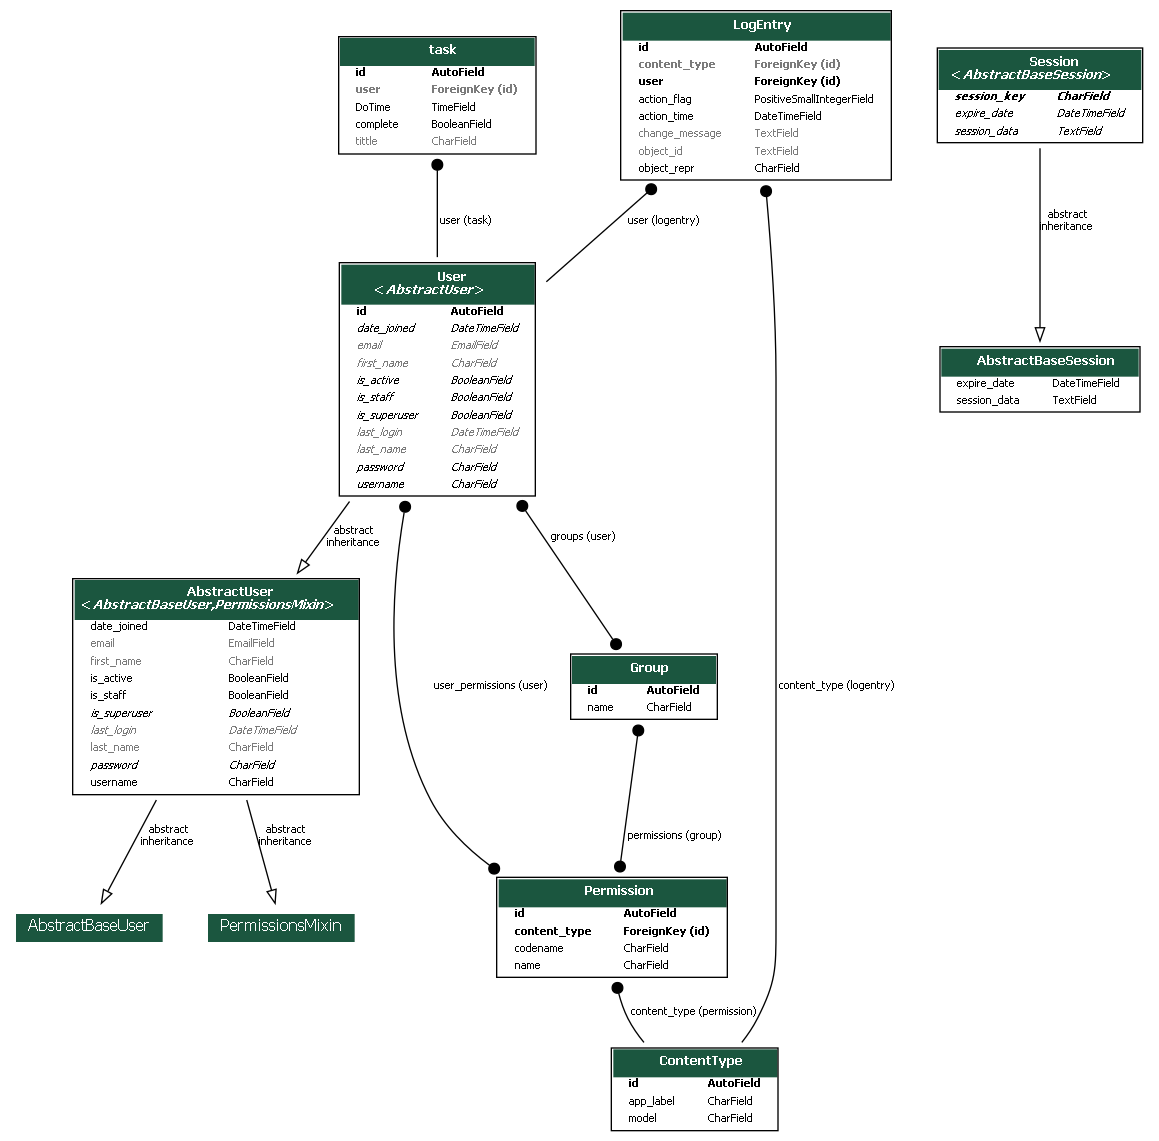 task
id AutoField
user ForeignKey (id)
DoTime TimeField
complete BooleanField
tittle CharField
LogEntry
id AutoField
content_type ForeignKey (id)
user ForeignKey (id)
action_flag PositiveSmallIntegerField
action_time DateTimeField
change_message TextField
object_id TextField
object_repr CharField
Session
<AbstractBaseSession>
session_key CharField
expire_date DateTimeField
session_data TextField
user (task)
user (logentry)
abstract
inheritance
User
<AbstractUser>
id AutoField
date_joined DateTimeField
email EmailField
first_name CharField
is_active BooleanField
is_staff BooleanField
is_superuser BooleanField
last_login DateTimeField
last_name CharField
password CharField
username CharField
AbstractBaseSession
expire_date DateTimeField
session_data TextField
abstract
inheritance
groups (user)
AbstractUser
<AbstractBaseUser,PermissionsMixin>
date_joined DateTimeField
email EmailField
first_name CharField
is_active BooleanField
is_staff BooleanField
is_superuser BooleanField
last_login DateTimeField
last_name CharField
password CharField
username CharField
user_permissions (user)
Group
id AutoField
name CharField
content_type (logentry)
abstract
inheritance
abstract
inheritance
permissions (group)
AbstractBaseUser
PermissionsMixin
Permission
id AutoField
content_type ForeignKey (id)
codename CharField
name CharField
content_type (permission)
ContentType
id AutoField
app_label CharField
model CharField